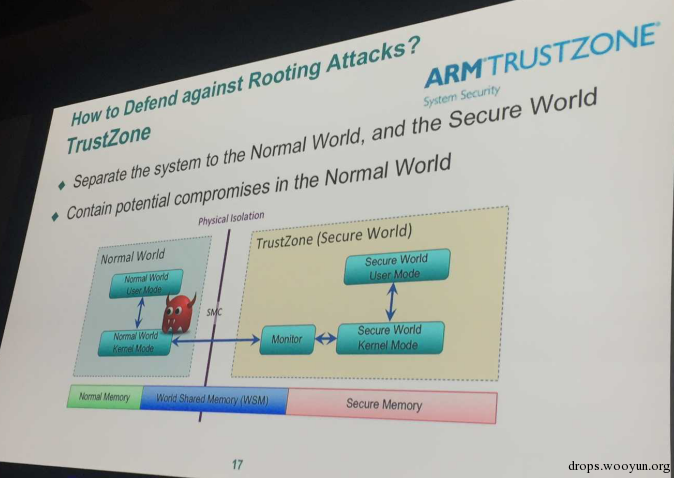 How to Defend against Rooting Attacks?
TrustZone
ARM TRUSTZONE®
System Security
Separate the system to the Normal World, and the Secure World
Contain potential compromises in the Normal World
Physical Isolation
Normal World
TrustZone (Secure World)
Normal World
User Mode
Secure World
User Mode
SMC
Normal World
Kernel Mode
Monitor
Secure World
Kernel Mode
Normal Memory
World Shared Memory (WSM)
Secure Memory
17
drops.wooyun.org